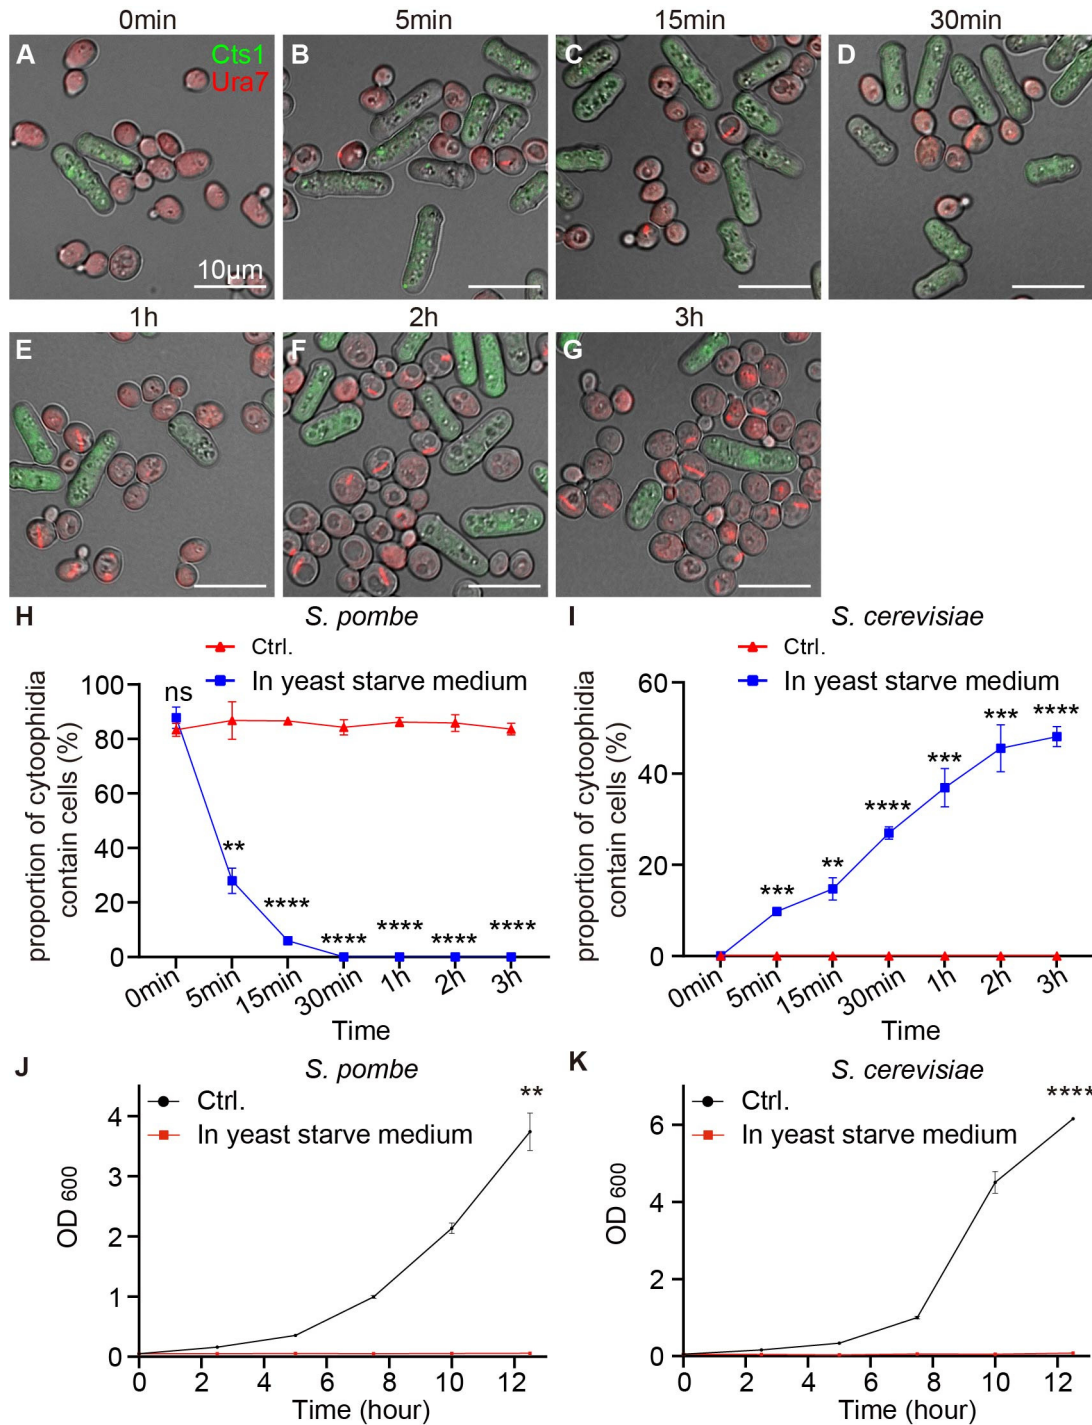 0min 5min 15min 30min
A Cts1 B C D
Ura7
10μm
1h 2h 3h
E F G
H S. pombe
Ctrl.
In yeast starve medium
proportion of cytoophidia
contain cells (%)
100
80
60
40
20
0
ns
**
****
****
****
****
****
0min 5min 15min 30min 1h 2h 3h
Time
I S. cerevisiae
Ctrl.
In yeast starve medium
proportion of cytoophidia
contain cells (%)
60
40
20
0
***
**
****
***
***
****
0min 5min 15min 30min 1h 2h 3h
Time
J S. pombe
Ctrl.
In yeast starve medium
**
OD 600
4
3
2
1
0
0 2 4 6 8 10 12
Time (hour)
K S. cerevisiae
Ctrl.
In yeast starve medium
****
OD 600
6
4
2
0
0 2 4 6 8 10 12
Time (hour)